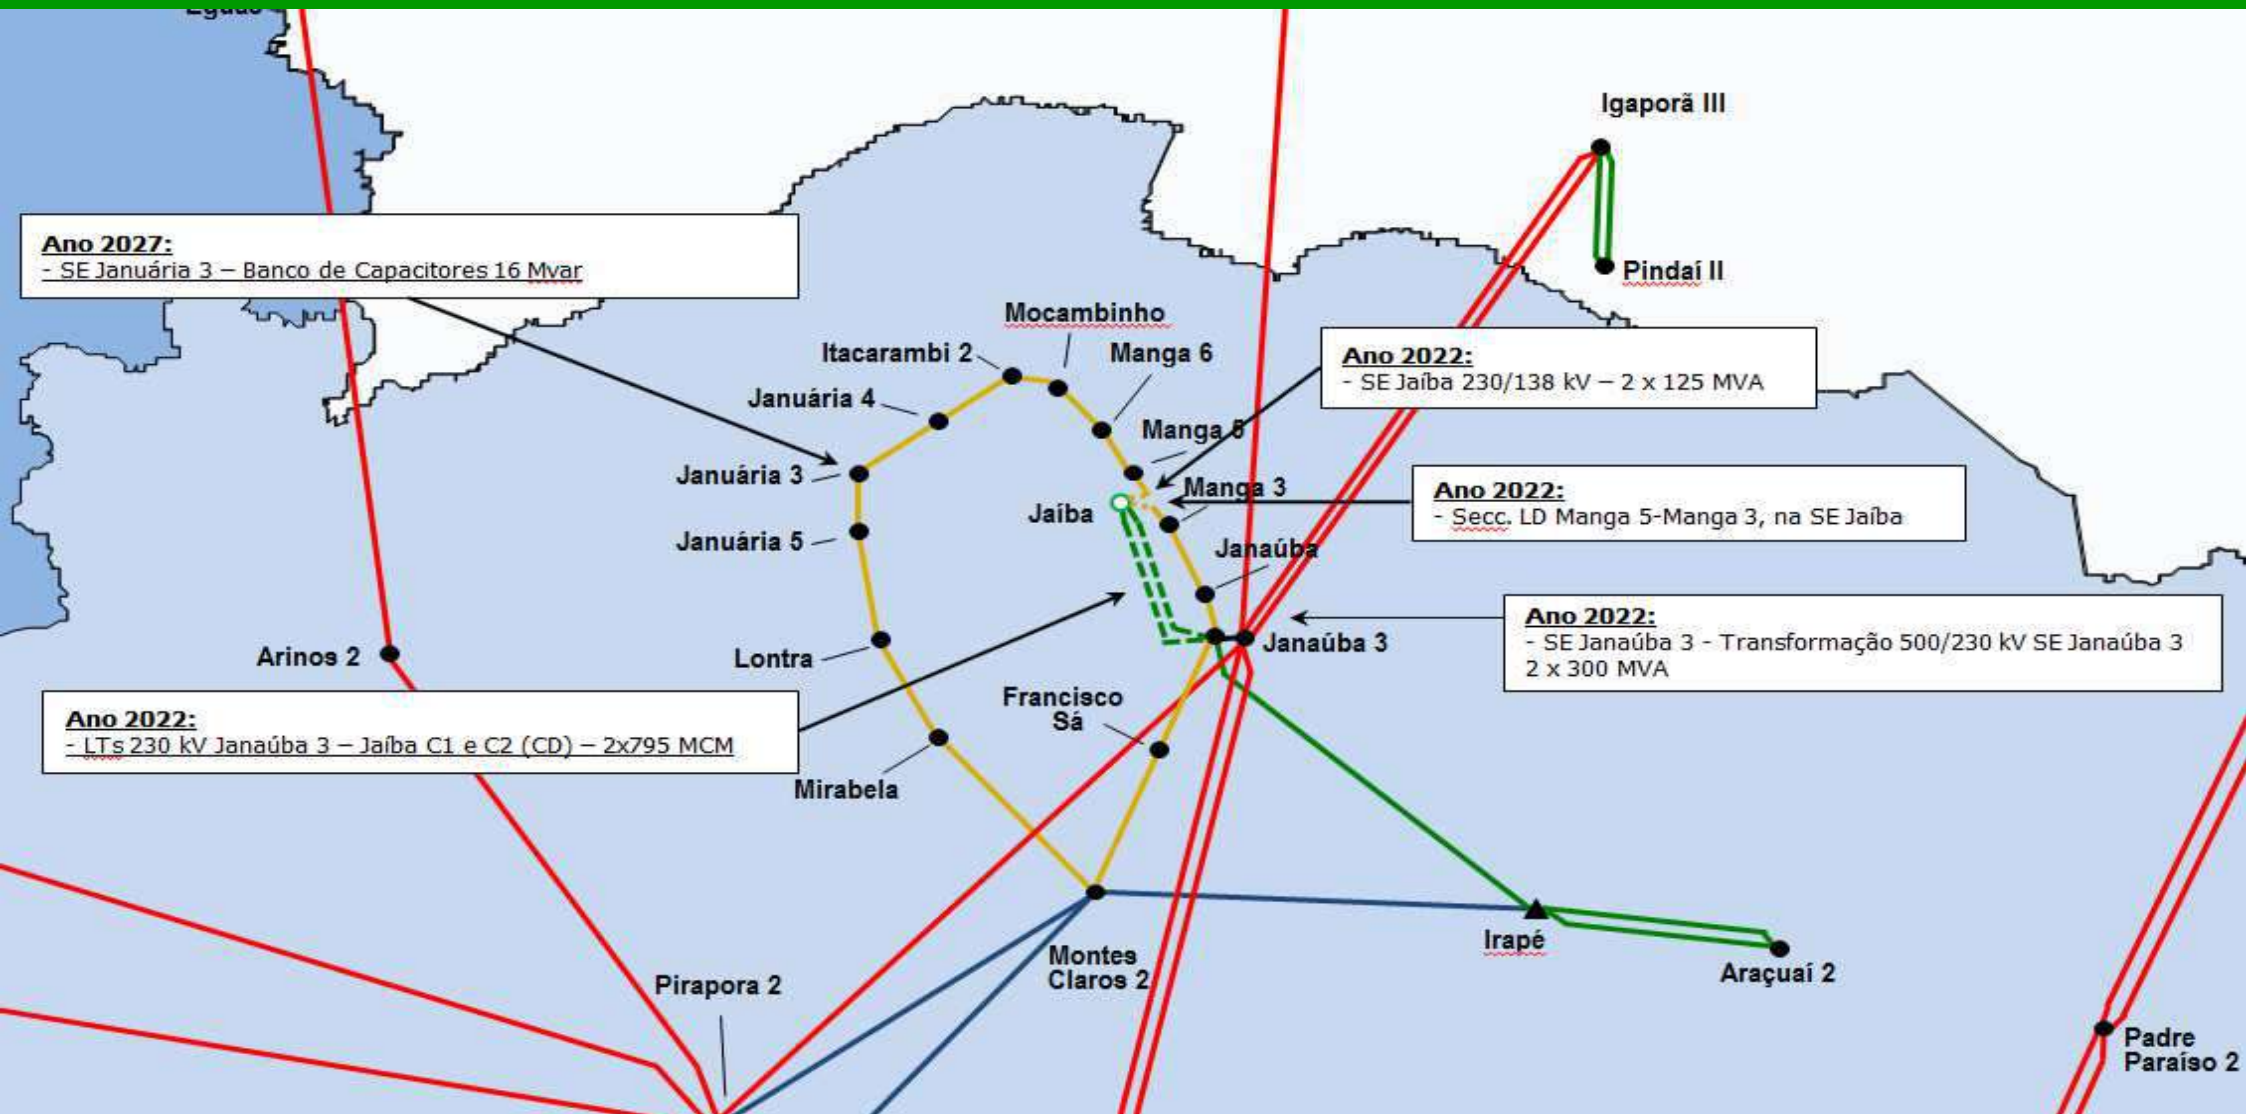 Eguas
Igaporã III
Pindaí II
Ano 2027:
- SE Januária 3 – Banco de Capacitores 16 Mvar
Mocambinho
Itacarambi 2
Manga 6
Januária 4
Manga 5
Ano 2022:
- SE Jaíba 230/138 kV – 2 x 125 MVA
Januária 3
Manga 3
Jaíba
Ano 2022:
- Secc. LD Manga 5-Manga 3, na SE Jaíba
Januária 5
Janaúba
Arinos 2
Lontra
Janaúba 3
Ano 2022:
- SE Janaúba 3 - Transformação 500/230 kV SE Janaúba 3
2 x 300 MVA
Francisco
Sá
Ano 2022:
- LTs 230 kV Janaúba 3 – Jaíba C1 e C2 (CD) – 2x795 MCM
Mirabela
Montes
Claros 2
Irapé
Araçuaí 2
Pirapora 2
Padre
Paraíso 2